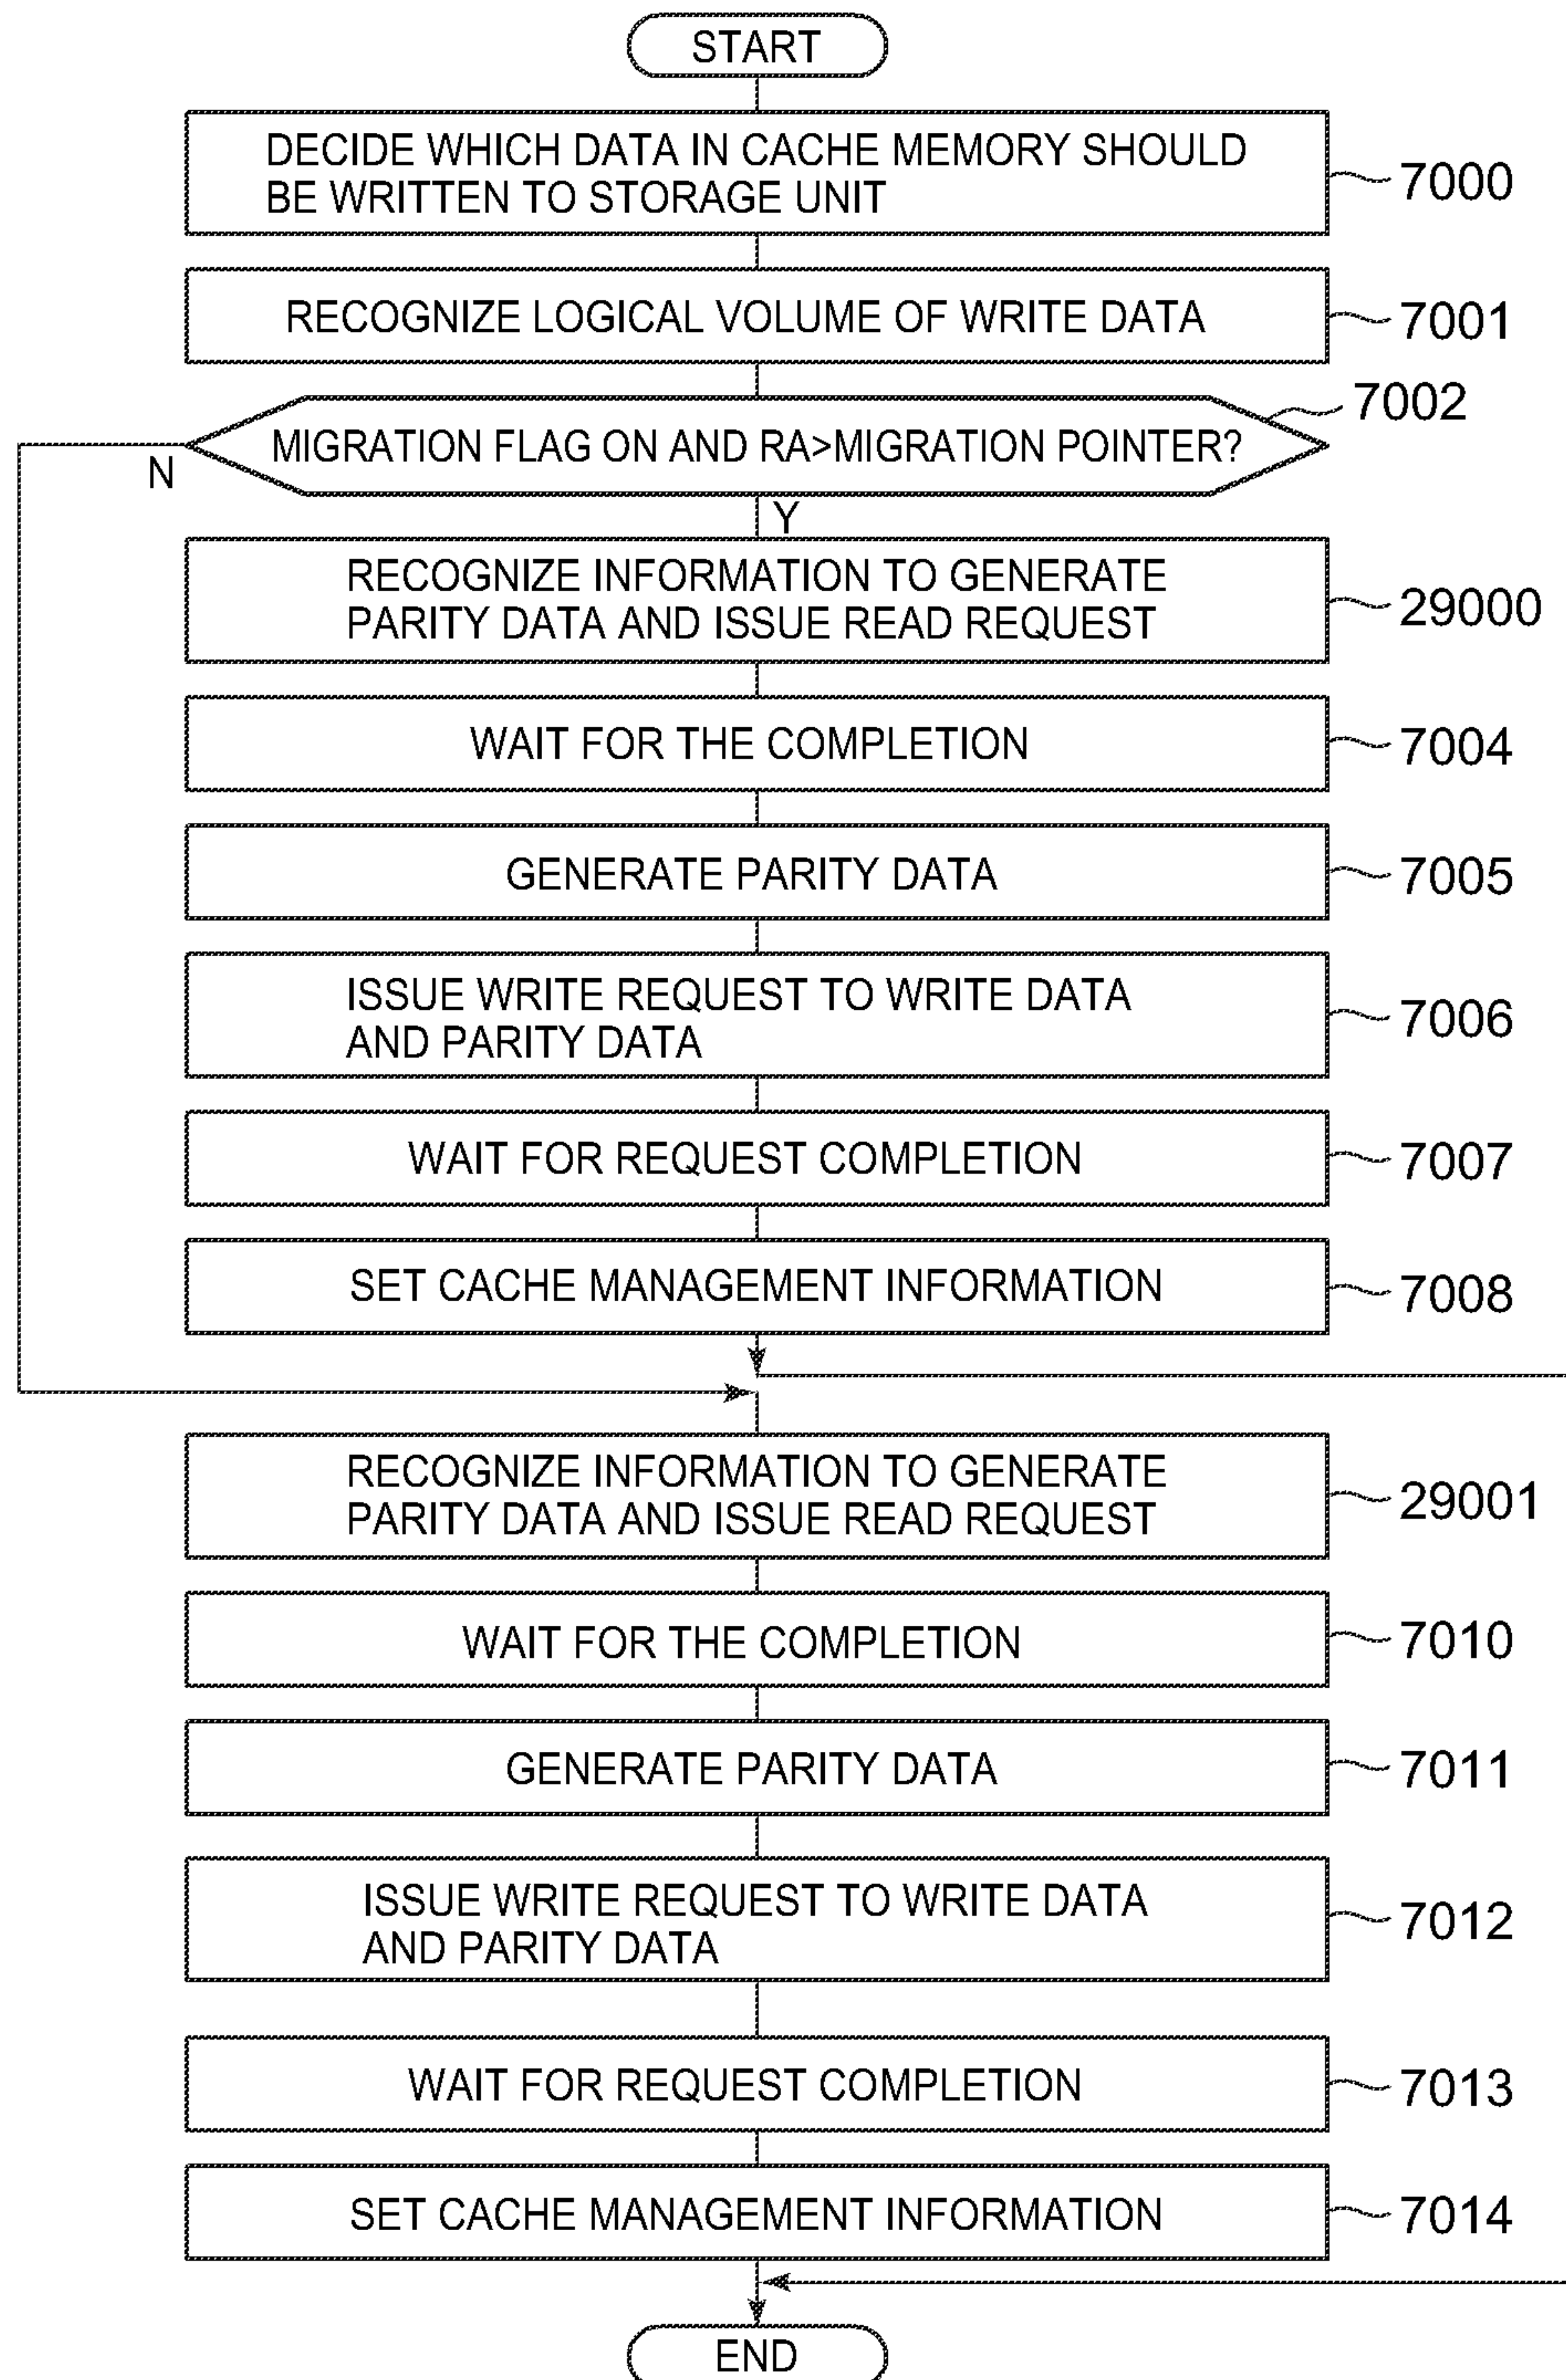 START
DECIDE WHICH DATA IN CACHE MEMORY SHOULD
BE WRITTEN TO STORAGE UNIT
7000
RECOGNIZE LOGICAL VOLUME OF WRITE DATA
7001
7002
MIGRATION FLAG ON AND RA>MIGRATION POINTER?
N
Y
RECOGNIZE INFORMATION TO GENERATE
PARITY DATA AND ISSUE READ REQUEST
29000
WAIT FOR THE COMPLETION
7004
GENERATE PARITY DATA
7005
ISSUE WRITE REQUEST TO WRITE DATA
AND PARITY DATA
7006
WAIT FOR REQUEST COMPLETION
7007
SET CACHE MANAGEMENT INFORMATION
7008
RECOGNIZE INFORMATION TO GENERATE
PARITY DATA AND ISSUE READ REQUEST
29001
WAIT FOR THE COMPLETION
7010
GENERATE PARITY DATA
7011
ISSUE WRITE REQUEST TO WRITE DATA
AND PARITY DATA
7012
WAIT FOR REQUEST COMPLETION
7013
SET CACHE MANAGEMENT INFORMATION
7014
END